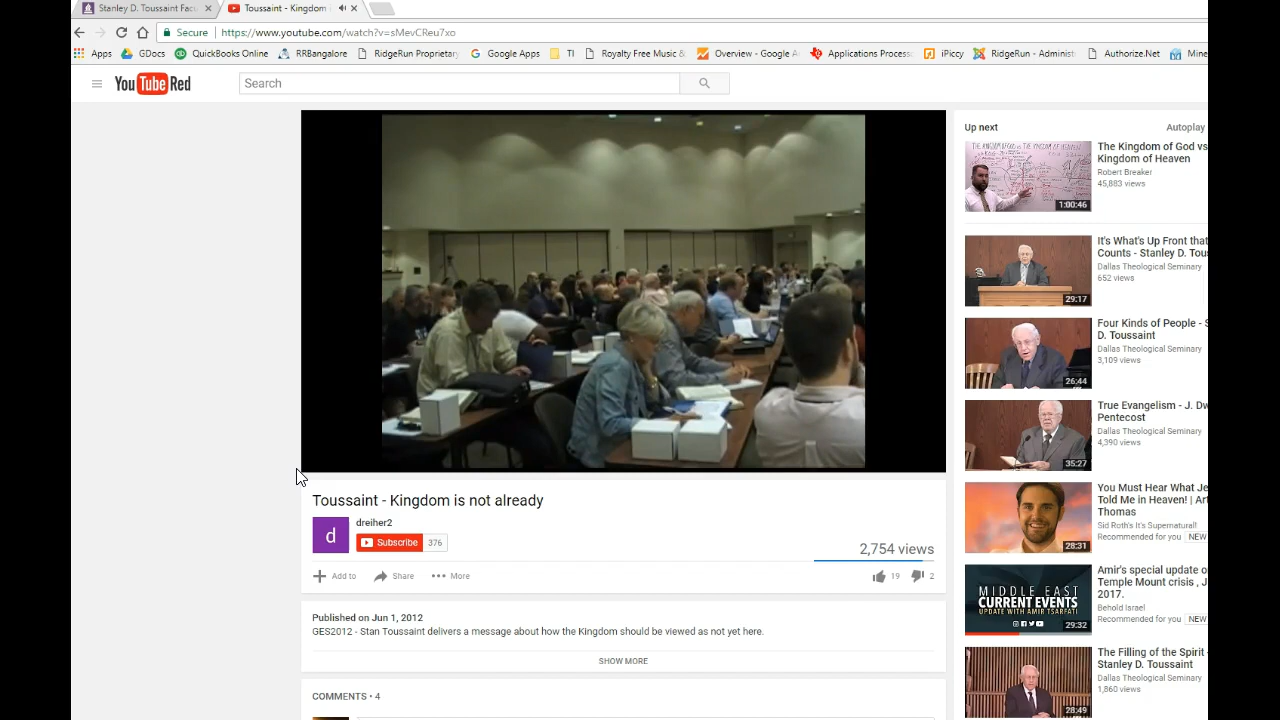 Stanley D. Toussaint Facu
Toussaint - Kingdom
Secure
https://www.youtube.com/watch?v=sMevCReu7xo
Apps
GDocs
QuickBooks Online
RRBangalore
RidgeRun Proprietary
Google Apps
TI
Royalty Free Music &
Overview - Google A
Applications Process
iPiccy
RidgeRun - Administ
Authorize.Net
Mine
YouTube Red
Search
Toussaint - Kingdom is not already
d
dreiher2
Subscribe
376
2,754 views
Add to
Share
More
19
2
Published on Jun 1, 2012
GES2012 - Stan Toussaint delivers a message about how the Kingdom should be viewed as not yet here.
SHOW MORE
COMMENTS • 4
Up next
Autoplay
The Kingdom of God vs
Kingdom of Heaven
Robert Breaker
45,883 views
1:00:46
It's What's Up Front that
Counts - Stanley D. Tous
Dallas Theological Seminary
652 views
29:17
Four Kinds of People - S
D. Toussaint
Dallas Theological Seminary
3,109 views
26:44
True Evangelism - J. Dw
Pentecost
Dallas Theological Seminary
4,390 views
35:27
You Must Hear What Je
Told Me in Heaven! | Art
Thomas
Sid Roth's It's Supernatural!
Recommended for you
NEW
28:31
Amir's special update o
Temple Mount crisis , J
2017.
Behold Israel
Recommended for you
NEW
MIDDLE EAST
CURRENT EVENTS
UPDATE WITH AMIR TSARFATI
29:32
The Filling of the Spirit -
Stanley D. Toussaint
Dallas Theological Seminary
1,860 views
28:49